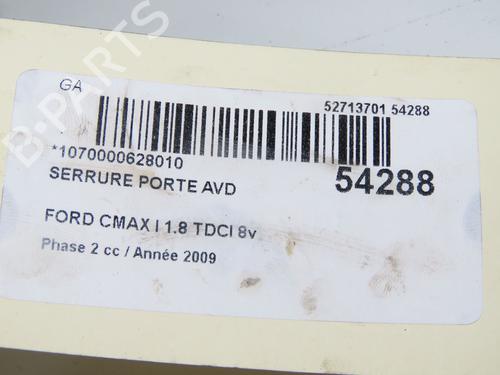 B-PARTS
GA
52713701 54288
*1070000628010
SERRURE PORTE AVD
54288
FORD CMAX I 1.8 TDCI 8v
Phase 2 cc / Année 2009